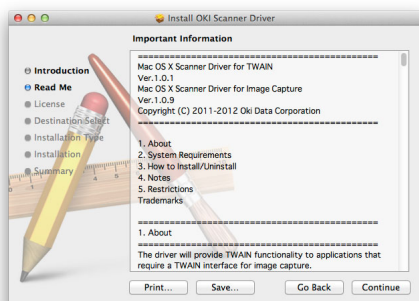 Install OKI Scanner Driver
Important Information
Introduction
Read Me
License
Destination Select
Installation Type
Installation
Summary
==========================================
Mac OS X Scanner Driver for TWAIN
Ver.1.0.1
Mac OS X Scanner Driver for Image Capture
Ver.1.0.9
Copyright (C) 2011-2012 Oki Data Corporation
==========================================
1. About
2. System Requirements
3. How to Install/Uninstall
4. Notes
5. Restrictions
Trademarks
==========================================
1. About
==========================================
The driver will provide TWAIN functionality to applications that
require a TWAIN interface for image capture.
Print...
Save...
Go Back
Continue